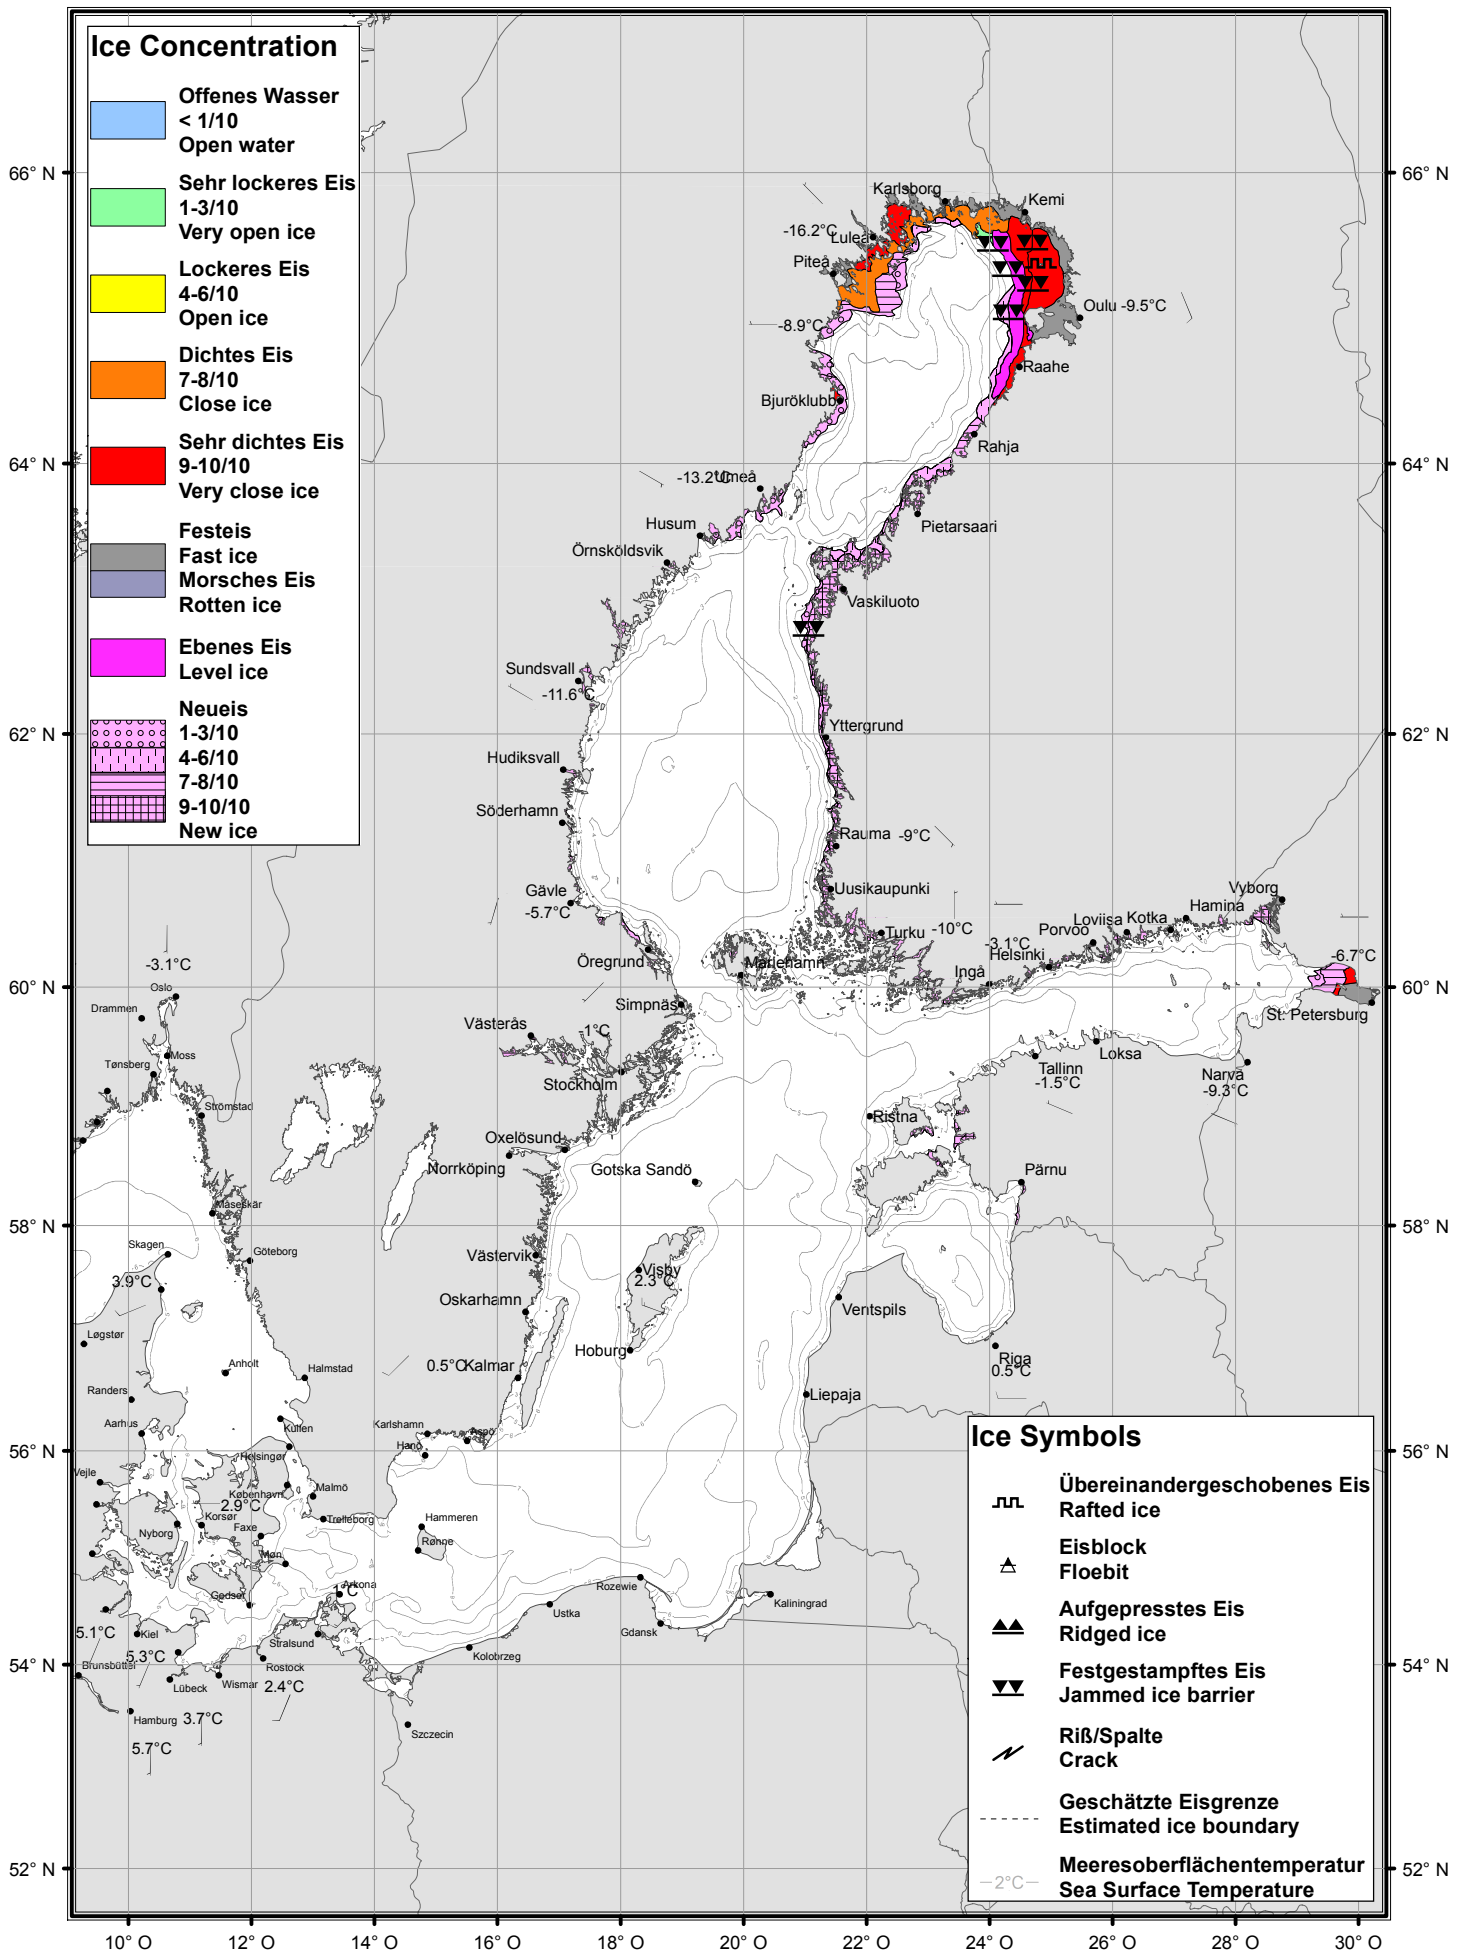 Ice Concentration
Offenes Wasser
< 1/10
Open water
Sehr lockeres Eis
1-3/10
Very open ice
Lockeres Eis
4-6/10
Open ice
Dichtes Eis
7-8/10
Close ice
Sehr dichtes Eis
9-10/10
Very close ice
Festeis
Fast ice
Morsches Eis
Rotten ice
Ebenes Eis
Level ice
Neueis
1-3/10
4-6/10
7-8/10
9-10/10
New ice
66° N
66° N
64° N
64° N
62° N
62° N
60° N
60° N
58° N
58° N
56° N
56° N
54° N
54° N
52° N
52° N
Karlsborg
Kemi
-16.2°C
Luleå
Piteå
Oulu -9.5°C
-8.9°C
Raahe
Bjuröklubb
Rahja
-13.2°C
Umeå
Pietarsaari
Husum
Örnsköldsvik
Vaskiluoto
Sundsvall
-11.6°C
Yttergrund
Hudiksvall
Söderhamn
Rauma -9°C
Gävle
-5.7°C
Uusikaupunki
Vyborg
Hamina
Loviisa
Kotka
Porvoo
Turku
-10°C
-3.1°C
Helsinki
-6.7°C
Öregrund
Mariehamn
Ingå
-3.1°C
Oslo
Drammen
Simpnäs
St. Petersburg
Västerås
-1°C
Moss
Tønsberg
Stockholm
Tallinn
-1.5°C
Loksa
Narva
-9.3°C
Strömstad
Ristna
Oxelösund
Norrköping
Gotska Sandö
Pärnu
Måseskär
Skagen
Göteborg
Västervik
Visby
2.3°C
3.9°C
Oskarhamn
Ventspils
Løgstør
Hoburg
Anholt
Halmstad
0.5°C
Kalmar
Riga
0.5°C
Randers
Liepaja
Aarhus
Kullen
Karlshamn
Aspö
Hanö
Helsingør
Vejle
København
Malmö
2.9°C
Korsør
Trelleborg
Hammeren
Nyborg
Faxe
Rønne
Møn
Gedser
Arkona
°C
Rozewie
Kaliningrad
Ustka
Gdansk
5.1°C
Kiel
Stralsund
5.3°C
Kolobrzeg
Brunsbüttel
Rostock
Lübeck
Wismar
2.4°C
Hamburg
3.7°C
Szczecin
5.7°C
Ice Symbols
Übereinandergeschobenes Eis
Rafted ice
Eisblock
Floebit
Aufgepresstes Eis
Ridged ice
Festgestampftes Eis
Jammed ice barrier
Riß/Spalte
Crack
Geschätzte Eisgrenze
Estimated ice boundary
2°C
Meeresoberflächentemperatur
Sea Surface Temperature
10° O
12° O
14° O
16° O
18° O
20° O
22° O
24° O
26° O
28° O
30° O